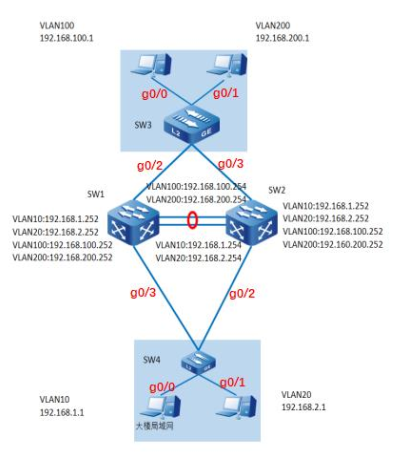 VLAN100
192.168.100.1
VLAN200
192.168.200.1
g0/0
g0/1
SW3
L2
GE
g0/2
g0/3
SW1
VLAN100:192.168.100.254
VLAN200:192.168.200.254
SW2
VLAN10:192.168.1.252
VLAN20:192.168.2.252
VLAN100:192.168.100.252
VLAN200:192.168.200.252
VLAN10:192.168.1.252
VLAN20:192.168.2.252
VLAN100:192.168.100.252
VLAN200:192.160.200.252
VLAN10:192.168.1.254
VLAN20:192.168.2.254
g0/3
g0/2
SW4
g0/0
g0/1
大楼局域网
VLAN10
192.168.1.1
VLAN20
192.168.2.1